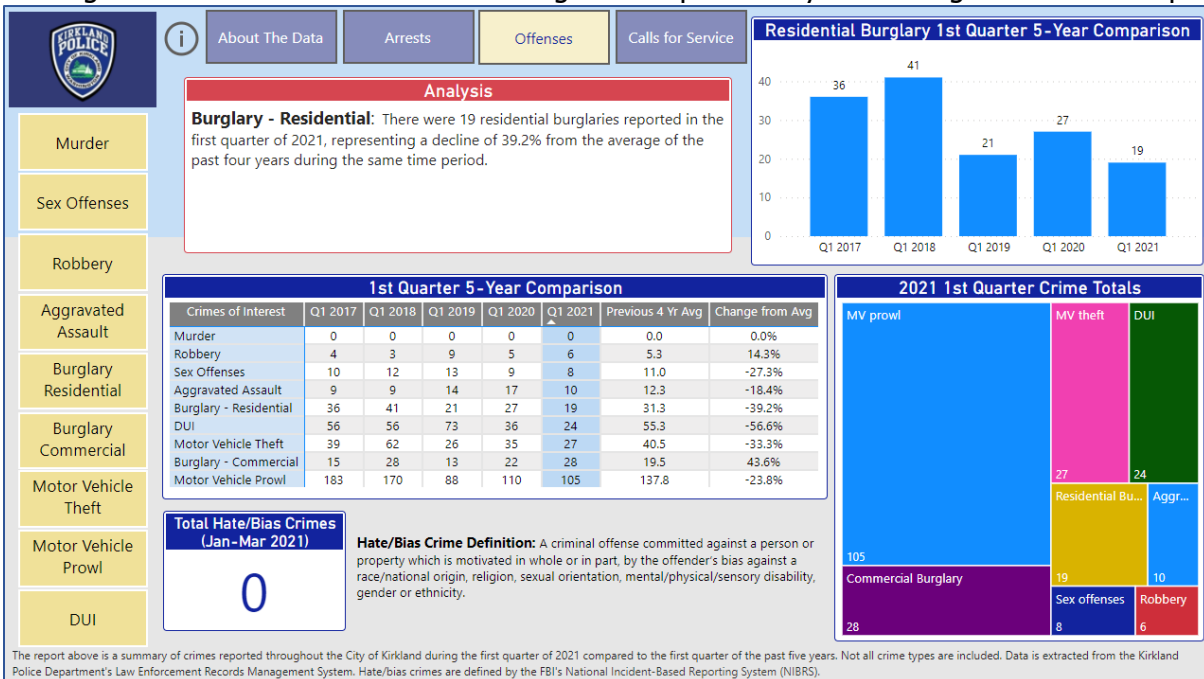 KIRKLAND
POLICE
i
About The Data
Arrests
Offenses
Calls for Service
Murder
Sex Offenses
Robbery
Aggravated
Assault
Burglary
Residential
Burglary
Commercial
Motor Vehicle
Theft
Motor Vehicle
Prowl
DUI
Analysis
Burglary - Residential: There were 19 residential burglaries reported in the
first quarter of 2021, representing a decline of 39.2% from the average of the
past four years during the same time period.
Residential Burglary 1st Quarter 5-Year Comparison
40
30
20
10
0
36
41
21
27
19
Q1 2017 Q1 2018 Q1 2019 Q1 2020 Q1 2021
1st Quarter 5-Year Comparison
Crimes of Interest Q1 2017 Q1 2018 Q1 2019 Q1 2020 Q1 2021 Previous 4 Yr Avg Change from Avg
Murder 0 0 0 0 0 0.0 0.0%
Robbery 4 3 9 5 6 5.3 14.3%
Sex Offenses 10 12 13 9 8 11.0 -27.3%
Aggravated Assault 9 9 14 17 10 12.3 -18.4%
Burglary - Residential 36 41 21 27 19 31.3 -39.2%
DUI 56 56 73 36 24 55.3 -56.6%
Motor Vehicle Theft 39 62 26 35 27 40.5 -33.3%
Burglary - Commercial 15 28 13 22 28 19.5 43.6%
Motor Vehicle Prowl 183 170 88 110 105 137.8 -23.8%
2021 1st Quarter Crime Totals
MV prowl
105
MV theft
27
DUI
24
Residential Bu...
19
Aggr...
10
Commercial Burglary
28
Sex offenses
8
Robbery
6
Total Hate/Bias Crimes
(Jan-Mar 2021)
0
Hate/Bias Crime Definition: A criminal offense committed against a person or
property which is motivated in whole or in part, by the offender's bias against a
race/national origin, religion, sexual orientation, mental/physical/sensory disability,
gender or ethnicity.
The report above is a summary of crimes reported throughout the City of Kirkland during the first quarter of 2021 compared to the first quarter of the past five years. Not all crime types are included. Data is extracted from the Kirkland
Police Department's Law Enforcement Records Management System. Hate/bias crimes are defined by the FBI's National Incident-Based Reporting System (NIBRS).